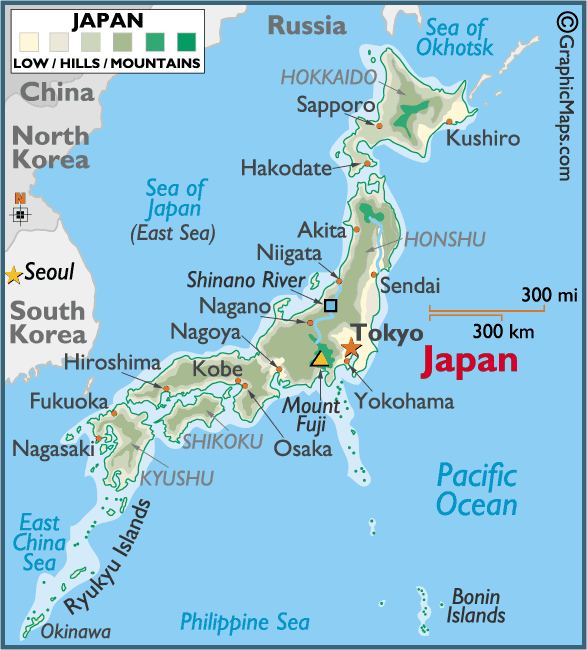 JAPAN
LOW / HILLS / MOUNTAINS
Russia
Sea of
Okhotsk
© GraphicMaps.com
China
HOKKAIDO
Sapporo
Kushiro
North
Korea
Hakodate
Sea of
Japan
(East Sea)
N
Akita
HONSHU
Niigata
Seoul
Shinano River
Sendai
South
Korea
Nagano
300 mi
300 km
Nagoya
Tokyo
Japan
Hiroshima
Kobe
Fukuoka
Mount
Fuji
Yokohama
Nagasaki
SHIKOKU
Osaka
KYUSHU
Pacific
Ocean
East
China
Sea
Ryukyu Islands
Bonin
Islands
Okinawa
Philippine Sea